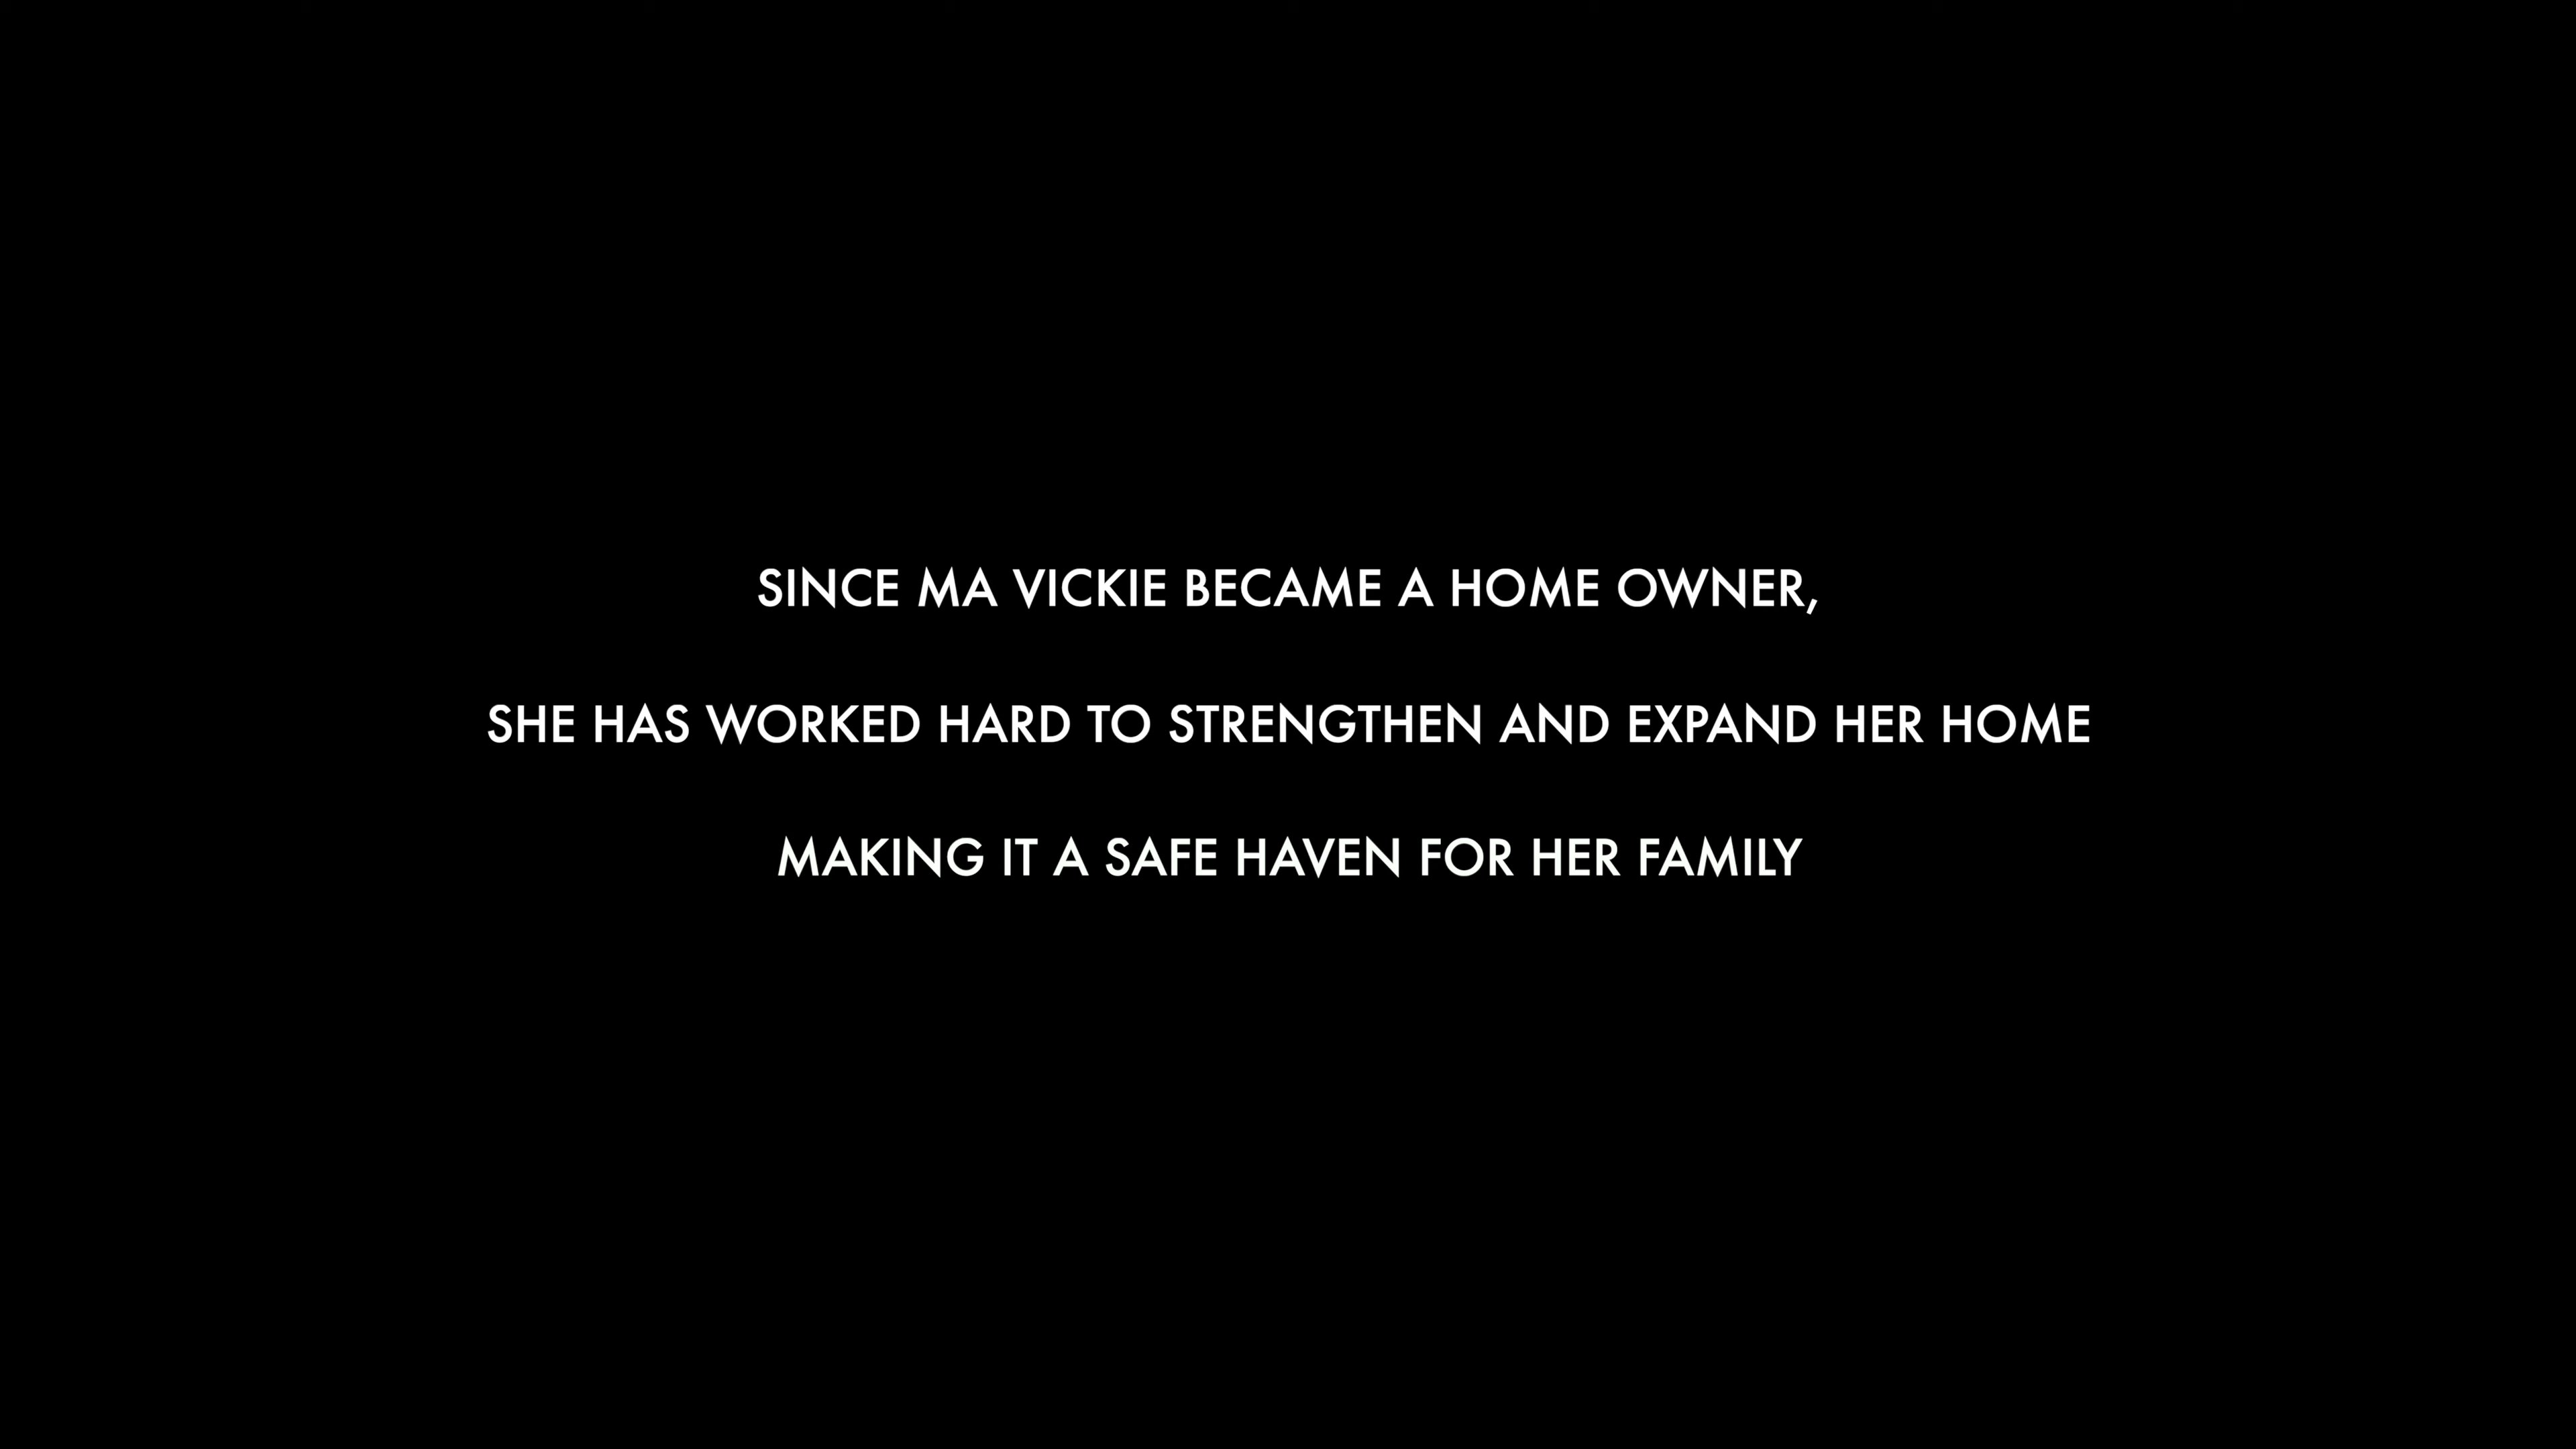 SINCE MA VICKIE BECAME A HOME OWNER,
SHE HAS WORKED HARD TO STRENGTHEN AND EXPAND HER HOME
MAKING IT A SAFE HAVEN FOR HER FAMILY